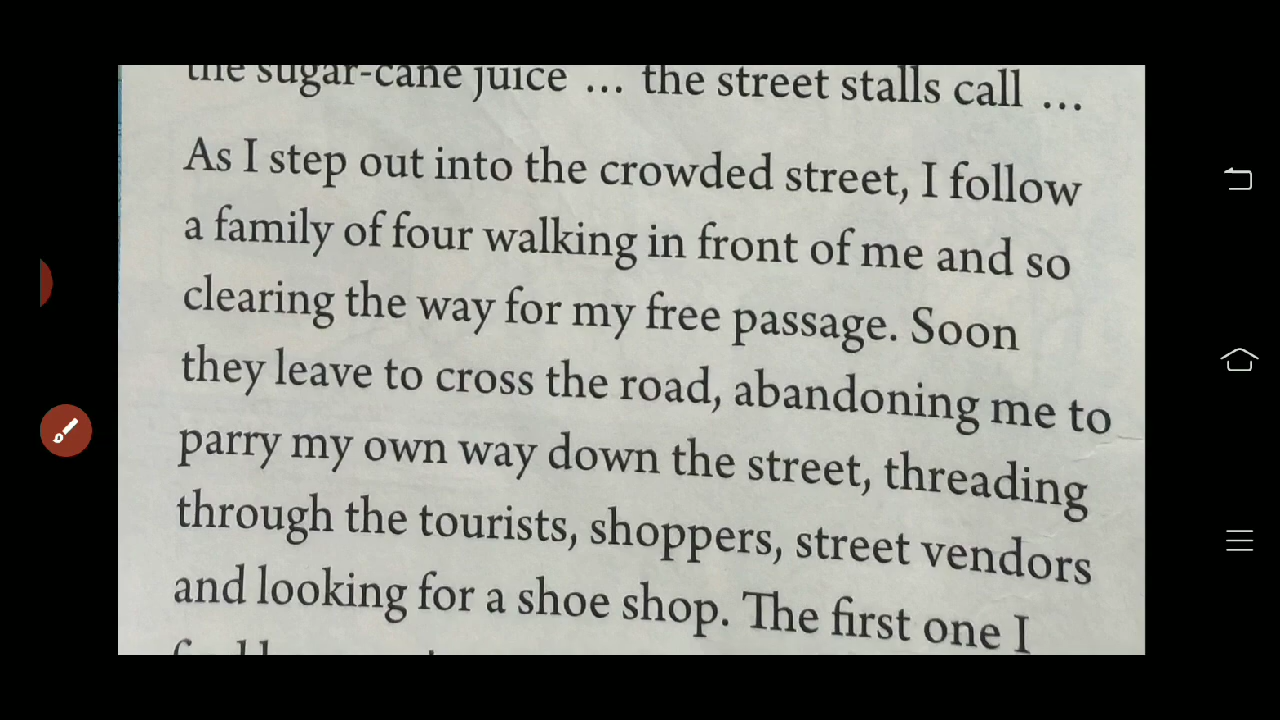 the sugar-cane juice ... the street stalls call ...
As I step out into the crowded street, I follow
a family of four walking in front of me and so
clearing the way for my free passage. Soon
they leave to cross the road, abandoning me to
parry my own way down the street, threading
through the tourists, shoppers, street vendors
and looking for a shoe shop. The first one I